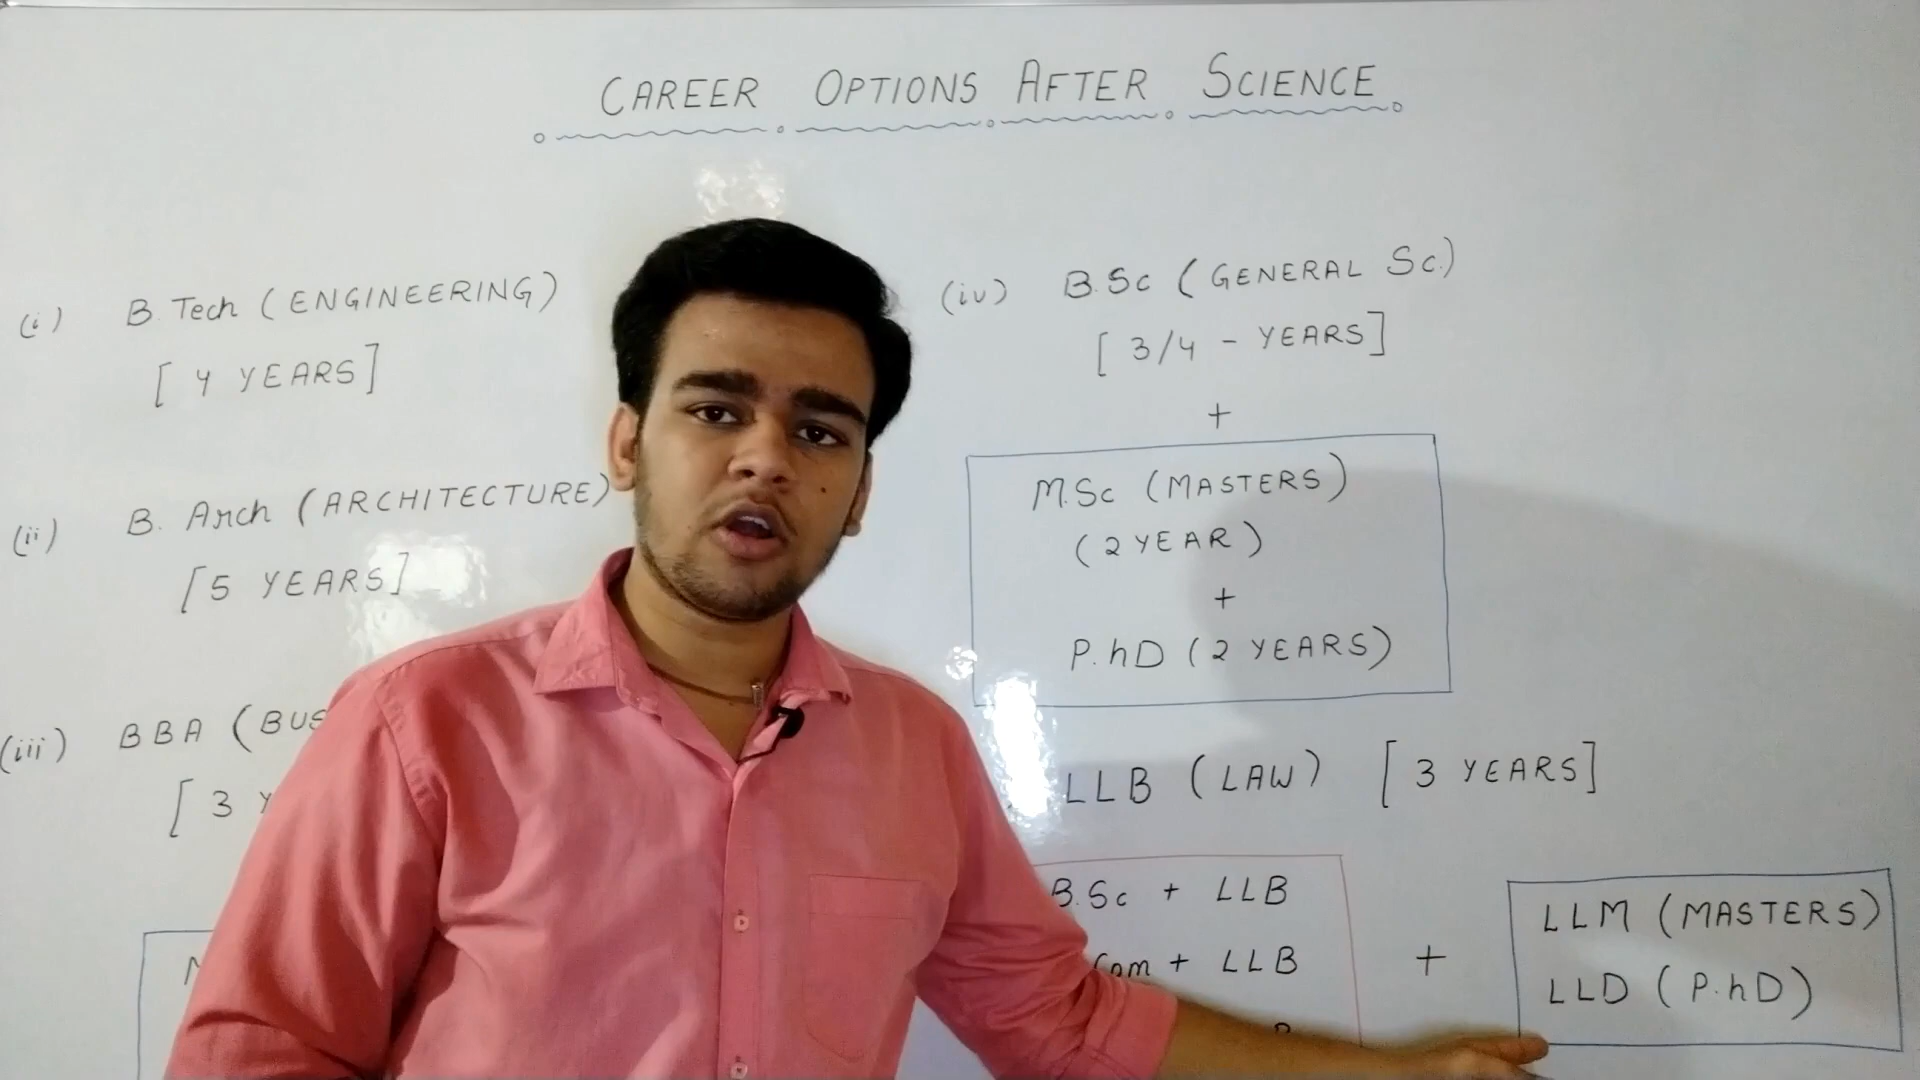 CAREER OPTIONS AFTER SCIENCE
(i) B.Tech (ENGINEERING)
[4 YEARS]
(ii) B. Arch (ARCHITECTURE)
[5 YEARS]
(iii) BBA (BUS
[3 Y
(iv) B.Sc (GENERAL Sc.)
[3/4 - YEARS]
+
M.Sc (MASTERS)
(2 YEAR)
+
P.hD (2 YEARS)
LLB (LAW) [3 YEARS]
B.Sc + LLB
Com + LLB
+
LLM (MASTERS)
LLD (P.hD)